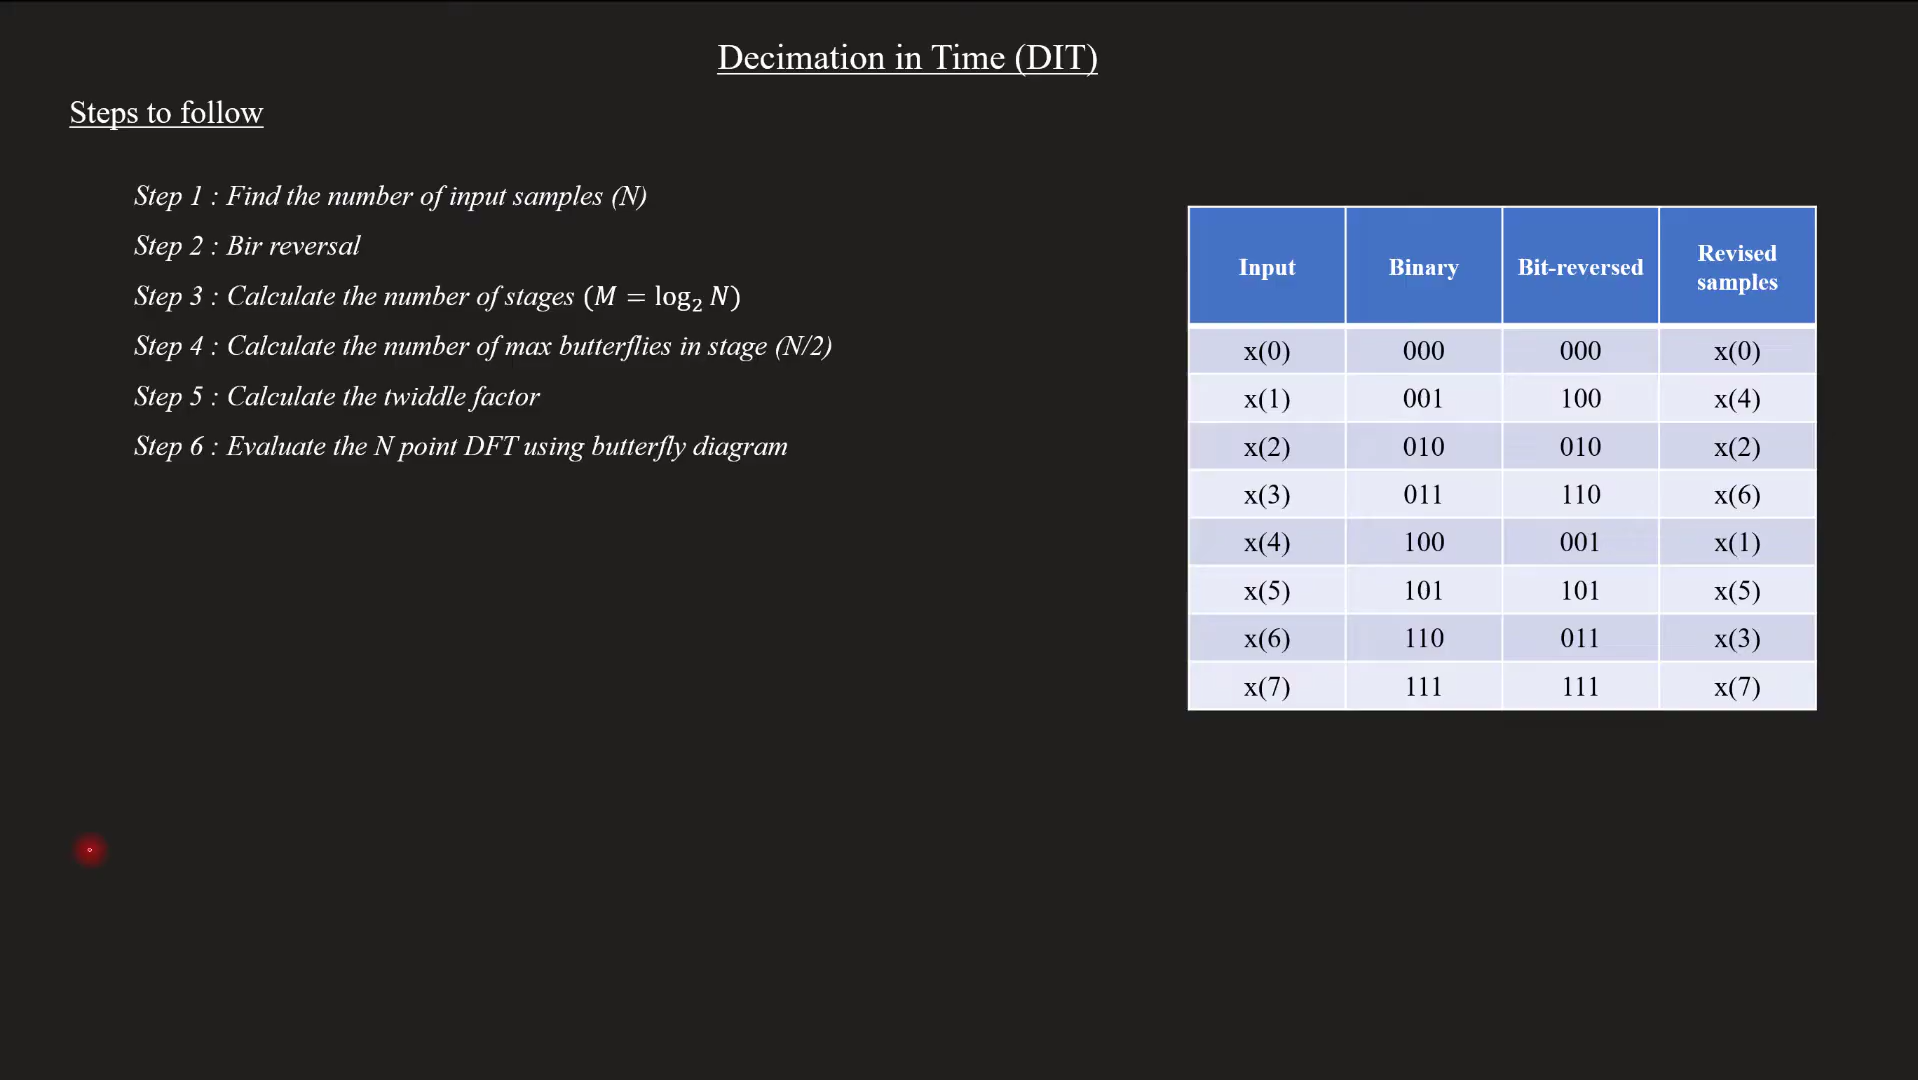 Decimation in Time (DIT)
Steps to follow
Step 1 : Find the number of input samples (N)
Step 2 : Bir reversal
Step 3 : Calculate the number of stages (M = log₂ N)
Step 4 : Calculate the number of max butterflies in stage (N/2)
Step 5 : Calculate the twiddle factor
Step 6 : Evaluate the N point DFT using butterfly diagram
Input Binary Bit-reversed Revised samples
x(0) 000 000 x(0)
x(1) 001 100 x(4)
x(2) 010 010 x(2)
x(3) 011 110 x(6)
x(4) 100 001 x(1)
x(5) 101 101 x(5)
x(6) 110 011 x(3)
x(7) 111 111 x(7)